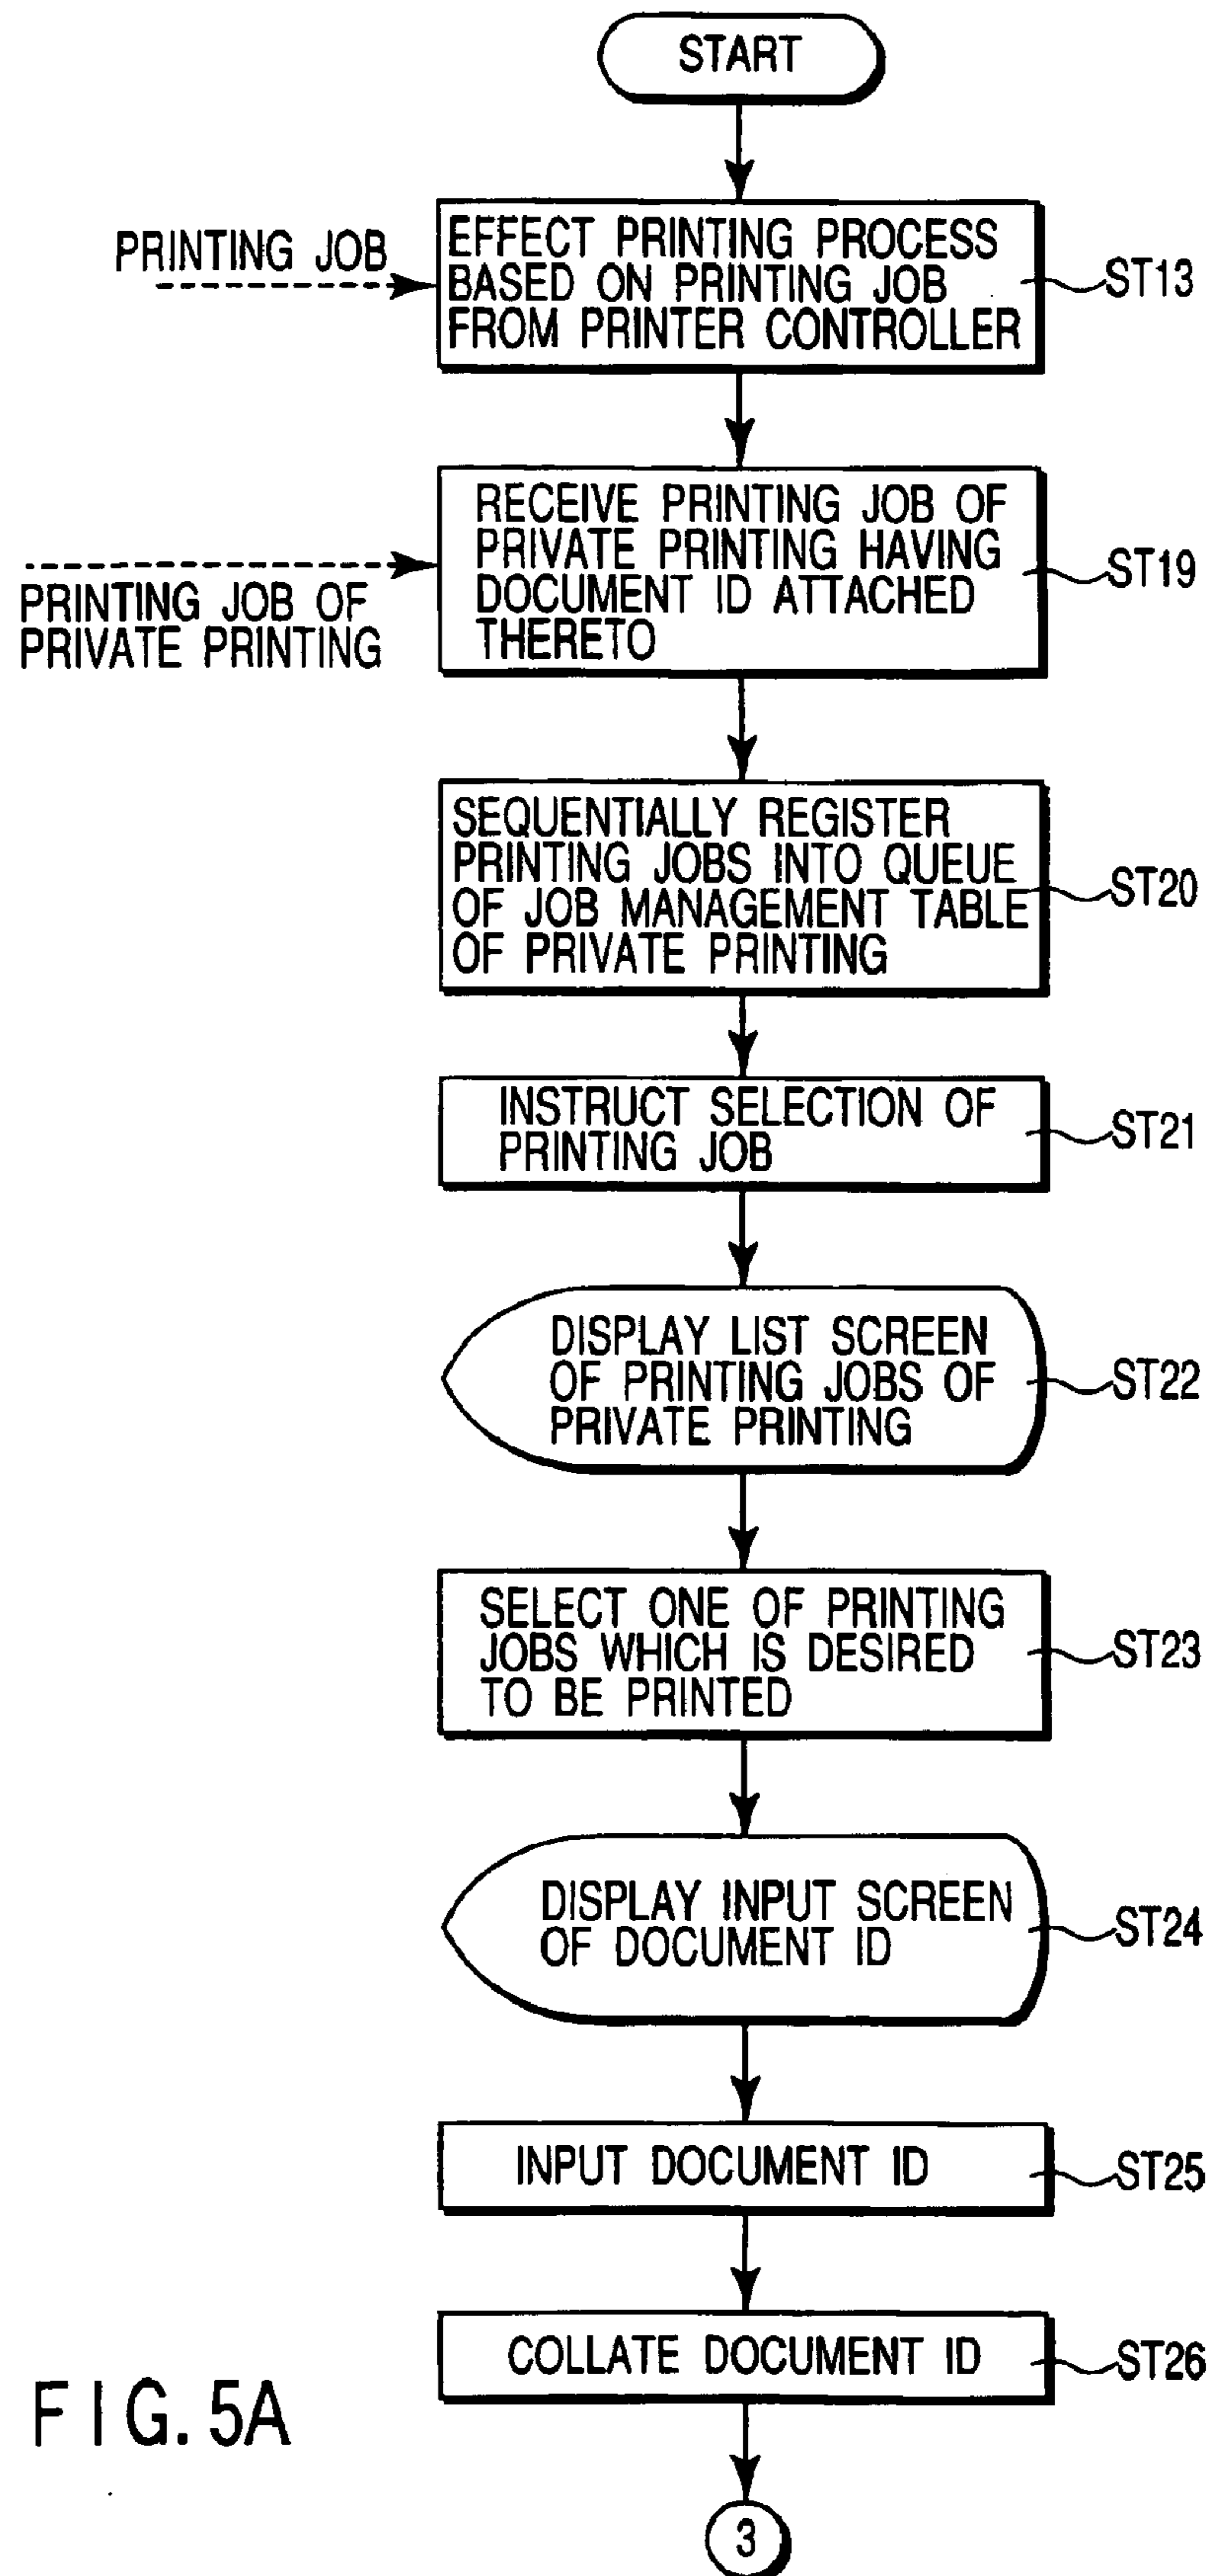 START
PRINTING JOB
EFFECT PRINTING PROCESS
BASED ON PRINTING JOB
FROM PRINTER CONTROLLER
ST13
PRINTING JOB OF
PRIVATE PRINTING
RECEIVE PRINTING JOB OF
PRIVATE PRINTING HAVING
DOCUMENT ID ATTACHED
THERETO
ST19
SEQUENTIALLY REGISTER
PRINTING JOBS INTO QUEUE
OF JOB MANAGEMENT TABLE
OF PRIVATE PRINTING
ST20
INSTRUCT SELECTION OF
PRINTING JOB
ST21
DISPLAY LIST SCREEN
OF PRINTING JOBS OF
PRIVATE PRINTING
ST22
SELECT ONE OF PRINTING
JOBS WHICH IS DESIRED
TO BE PRINTED
ST23
DISPLAY INPUT SCREEN
OF DOCUMENT ID
ST24
INPUT DOCUMENT ID
ST25
COLLATE DOCUMENT ID
ST26
FIG. 5A
3